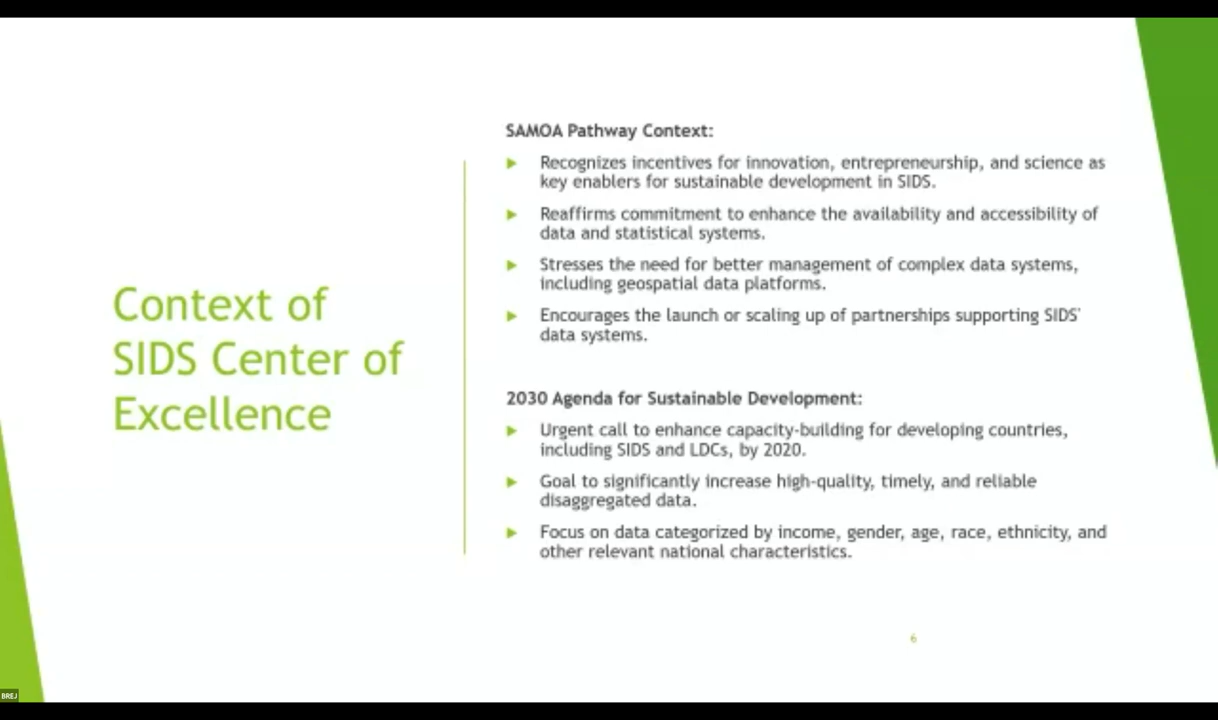 Context of
SIDS Center of
Excellence
SAMOA Pathway Context:
Recognizes incentives for innovation, entrepreneurship, and science as
key enablers for sustainable development in SIDS.
Reaffirms commitment to enhance the availability and accessibility of
data and statistical systems.
Stresses the need for better management of complex data systems,
including geospatial data platforms.
Encourages the launch or scaling up of partnerships supporting SIDS'
data systems.
2030 Agenda for Sustainable Development:
Urgent call to enhance capacity-building for developing countries,
including SIDS and LDCs, by 2020.
Goal to significantly increase high-quality, timely, and reliable
disaggregated data.
Focus on data categorized by income, gender, age, race, ethnicity, and
other relevant national characteristics.
6
BREJ